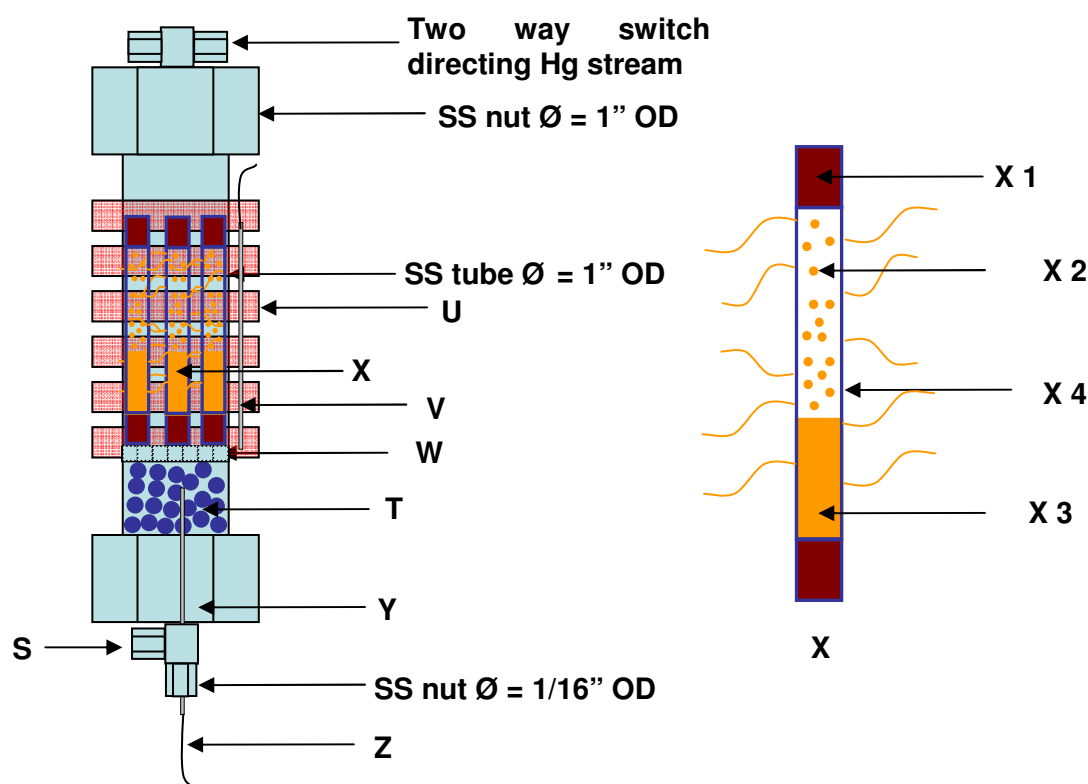 Two way switch
directing Hg stream
SS nut Ø = 1” OD
SS tube Ø = 1” OD
U
X
V
W
T
Y
S
SS nut Ø = 1/16” OD
Z
X 1
X 2
X 4
X 3
X